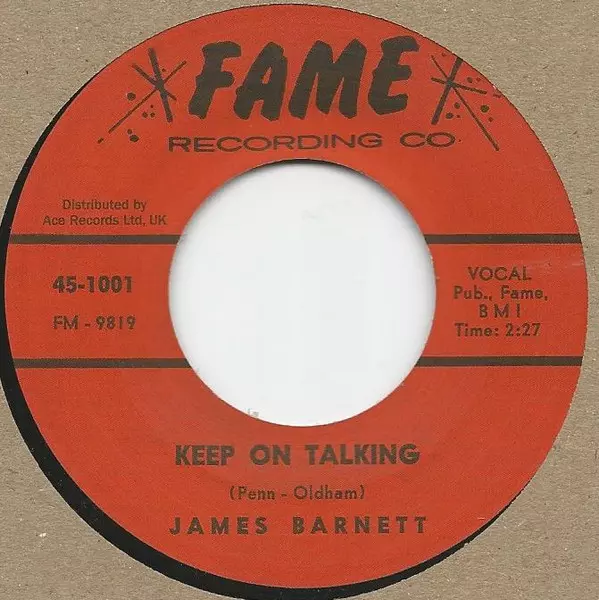 FAME
RECORDING CO
Distributed by
Ace Records Ltd, UK
45-1001
FM - 9819
VOCAL
Pub., Fame,
B M I
Time: 2:27
KEEP ON TALKING
(Penn - Oldham)
JAMES BARNETT